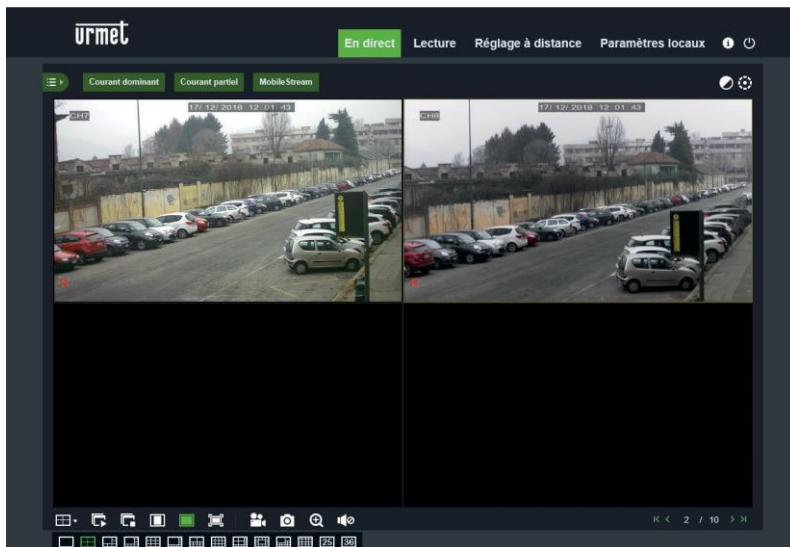 urmet
En direct Lecture Réglage à distance Paramètres locaux
Courant dominant Courant partiel MobileStream
17/12/2018 12:01:43
CH7
17/12/2018 12:01:43
CH8
R
R
2 / 10
25 36